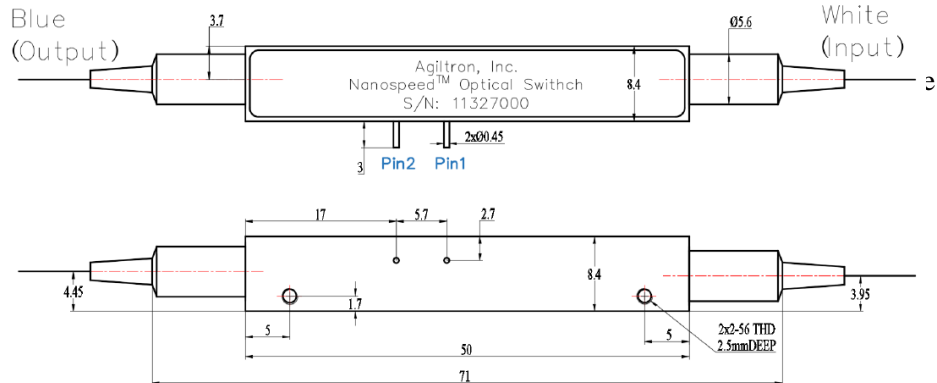 Blue
(Output)
White
(Input)
3.7
Ø5.6
Agiltron, Inc.
Nanospeed™ Optical Swithch
S/N: 11327000
8.4
e
2xØ0.45
3
Pin2
Pin1
17
5.7
2.7
8.4
4.45
1.7
3.95
5
5
2x2-56 THD
2.5mmDEEP
50
71